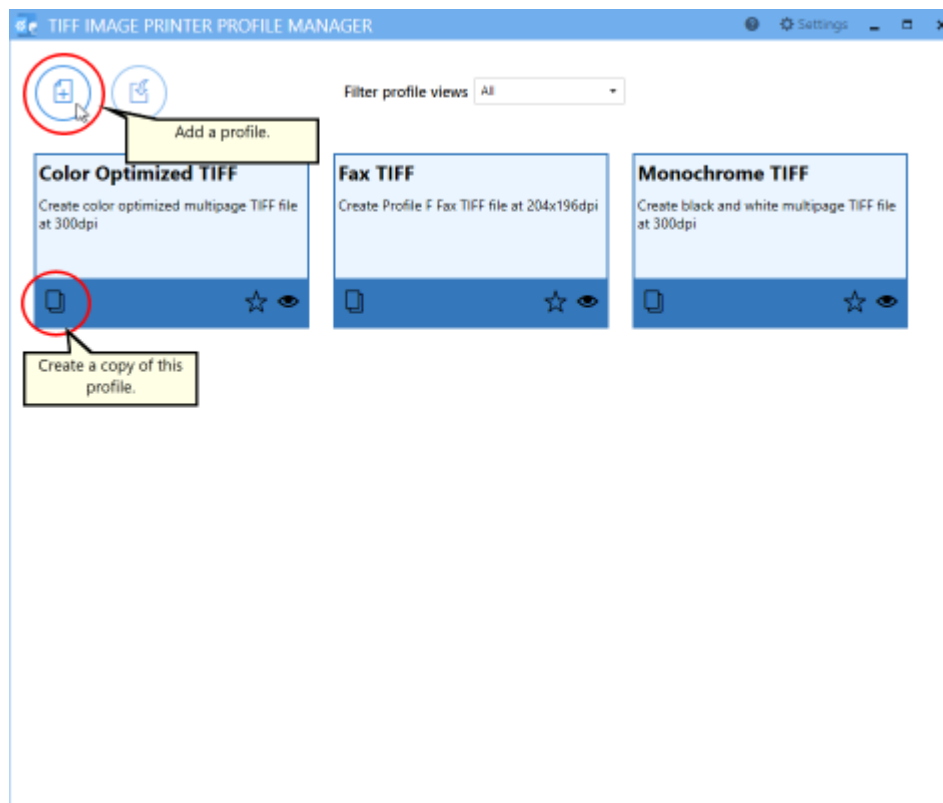 TIFF IMAGE PRINTER PROFILE MANAGER
Settings
Filter profile views All
Add a profile.
Color Optimized TIFF
Create color optimized multipage TIFF file
at 300dpi
Fax TIFF
Create Profile F Fax TIFF file at 204x196dpi
Monochrome TIFF
Create black and white multipage TIFF file
at 300dpi
Create a copy of this
profile.